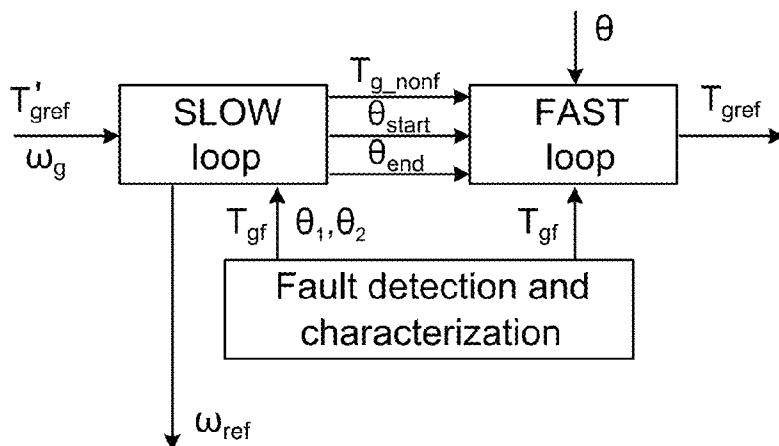 θ
T'gref
ωg
SLOW
loop
Tg_nonf
θstart
θend
FAST
loop
Tgref
Tgf
θ1,θ2
Tgf
Fault detection and
characterization
ωref